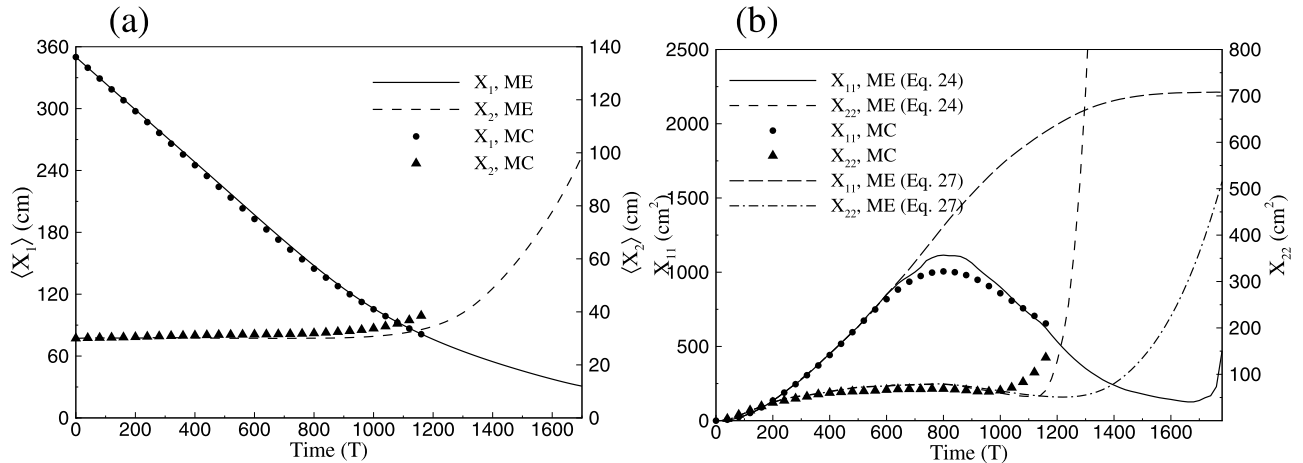 (a)
360
300
240
180
120
60
0
140
120
100
80
60
40
20
0
0 200 400 600 800 1000 1200 1400 1600
Time (T)
⟨X₁⟩ (cm)
⟨X₂⟩ (cm)
X₁, ME
X₂, ME
X₁, MC
X₂, MC
(b)
2500
2000
1500
1000
500
0
800
700
600
500
400
300
200
100
0 200 400 600 800 1000 1200 1400 1600
Time (T)
X₁₁ (cm²)
X₂₂ (cm²)
X₁₁, ME (Eq. 24)
X₂₂, ME (Eq. 24)
X₁₁, MC
X₂₂, MC
X₁₁, ME (Eq. 27)
X₂₂, ME (Eq. 27)